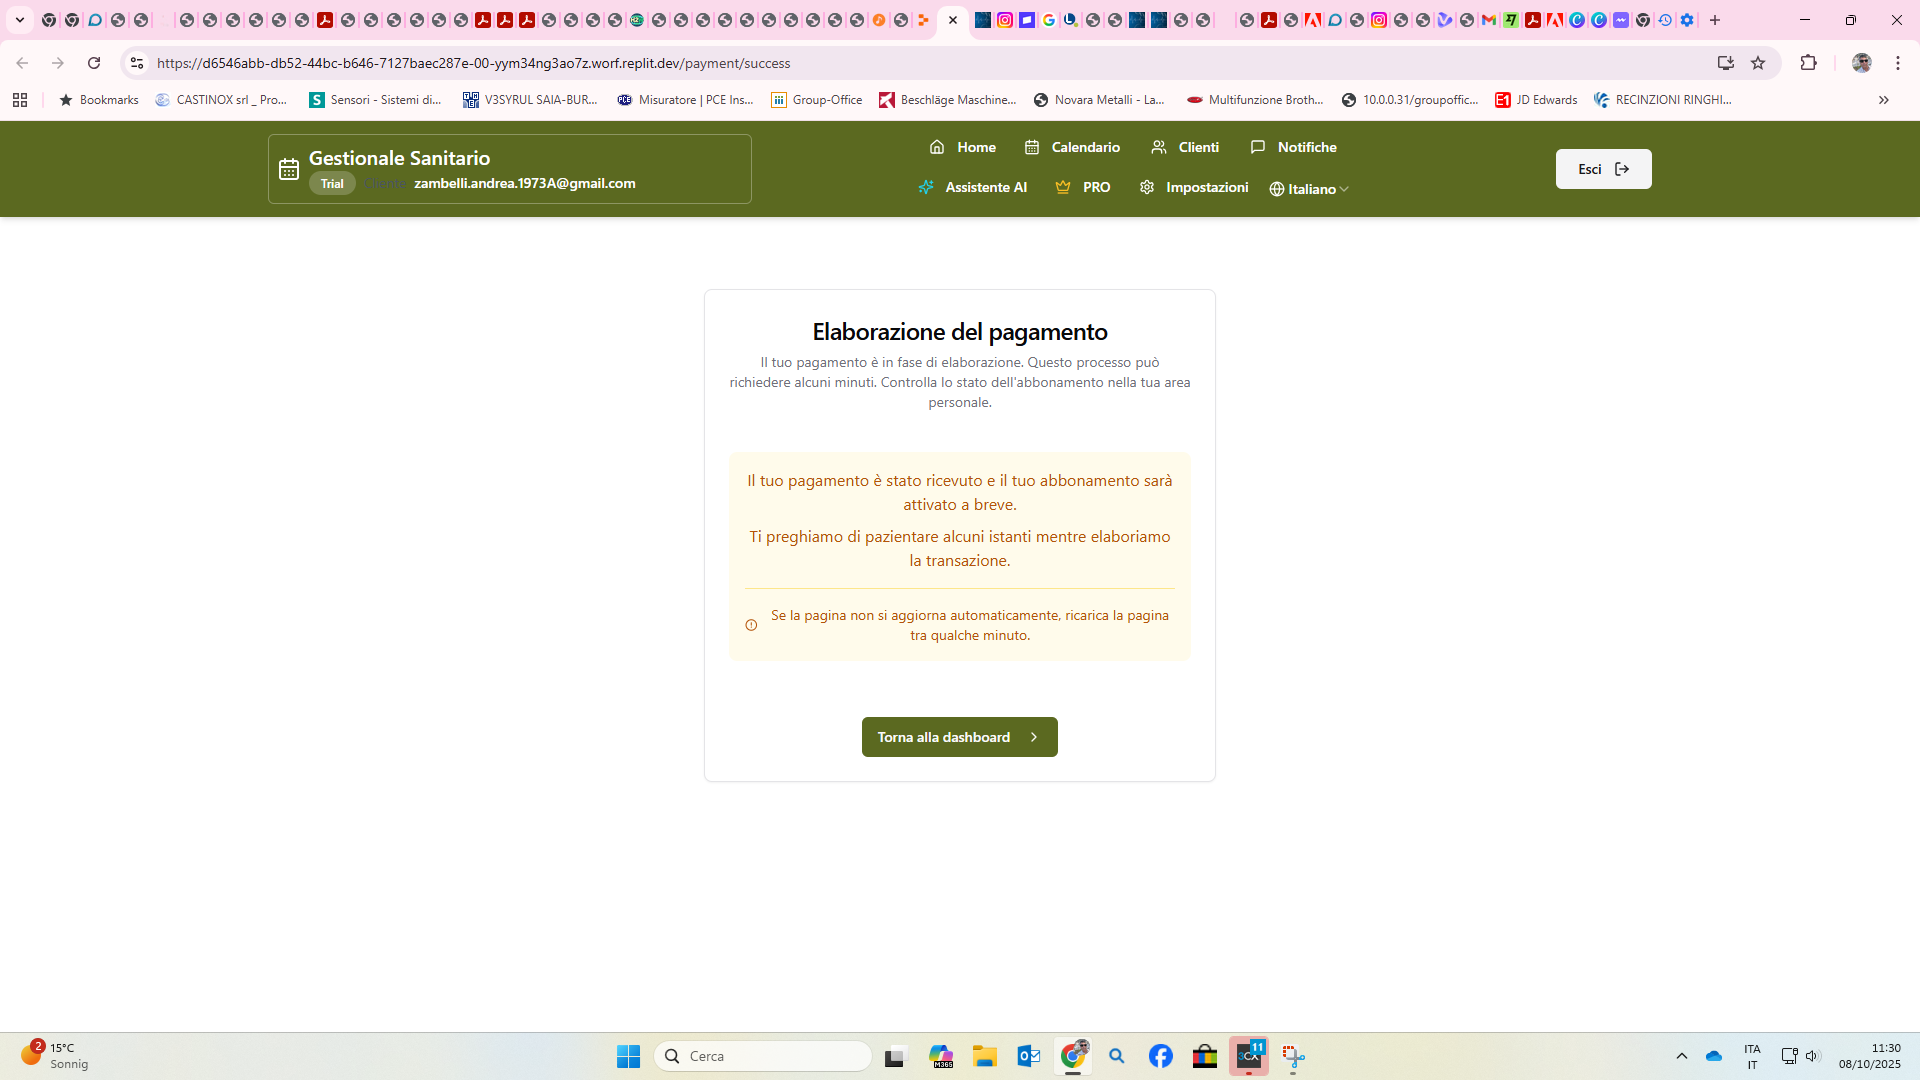 https://d6546abb-db52-44bc-b646-7127baec287e-00-yym34ng3ao7z.worf.replit.dev/payment/success
Bookmarks
CASTINOX srl _ Pro...
Sensori - Sistemi di...
V3SYRUL SAIA-BUR...
Misuratore | PCE Ins...
Group-Office
Beschläge Maschine...
Novara Metalli - La...
Multifunzione Broth...
10.0.0.31/groupoffic...
JD Edwards
RECINZIONI RINGHI...
Gestionale Sanitario
Trial Cliente zambelli.andrea.1973A@gmail.com
Home
Calendario
Clienti
Notifiche
Assistente AI
PRO
Impostazioni
Italiano
Esci
Elaborazione del pagamento
Il tuo pagamento è in fase di elaborazione. Questo processo può
richiedere alcuni minuti. Controlla lo stato dell'abbonamento nella tua area
personale.
Il tuo pagamento è stato ricevuto e il tuo abbonamento sarà
attivato a breve.
Ti preghiamo di pazientare alcuni istanti mentre elaboriamo
la transazione.
Se la pagina non si aggiorna automaticamente, ricarica la pagina
tra qualche minuto.
Torna alla dashboard
2
15°C
Sonnig
Cerca
M365
3CX
11
ITA
IT
11:30
08/10/2025